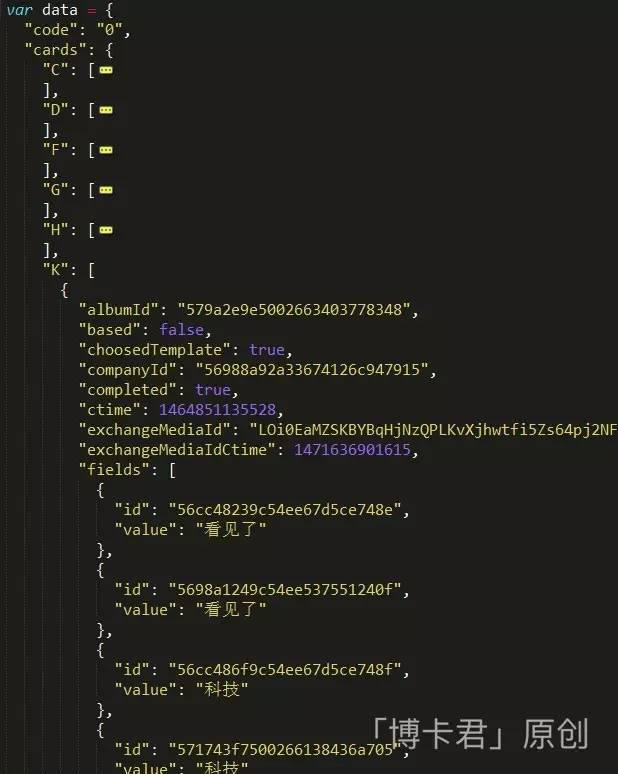 var data = {
"code": "0",
"cards": {
"C": [
],
"D": [
],
"F": [
],
"G": [
],
"H": [
],
"K": [
{
"albumId": "579a2e9e5002663403778348",
"based": false,
"choosedTemplate": true,
"companyId": "56988a92a33674126c947915",
"completed": true,
"ctime": 1464851135528,
"exchangeMediaId": "LOi0EaMZSKBYBqHjNzQPLKvXjhwtfi5Zs64pj2NF
"exchangeMediaIdCtime": 1471636901615,
"fields": [
{
"id": "56cc48239c54ee67d5ce748e",
"value": "看见了"
},
{
"id": "5698a1249c54ee537551240f",
"value": "看见了"
},
{
"id": "56cc486f9c54ee67d5ce748f",
"value": "科技"
},
{
"id": "571743f7500266138436a705",
"value": "科技"
「博卡君」原创